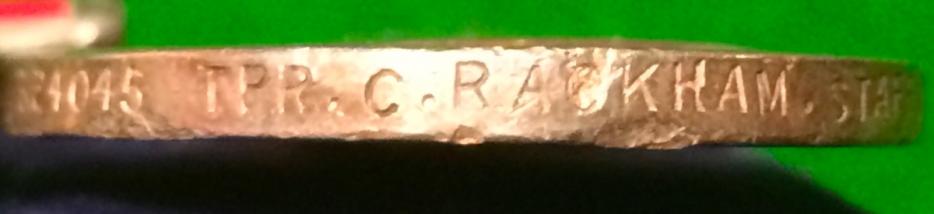 4045 TPR. C. RACKHAM. STAF